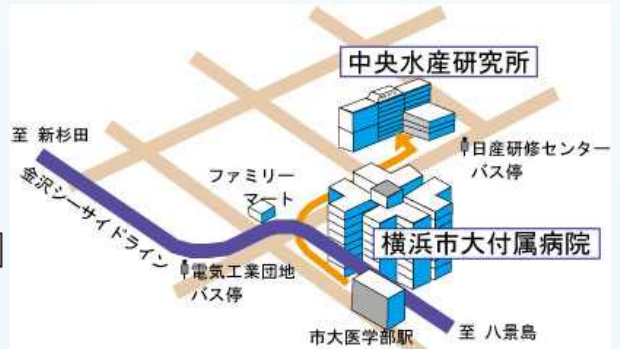 中央水産研究所
至 新杉田
日産研修センター
バス停
ファミリー
マート
金沢シーサイドライン
横浜市大付属病院
電気工業団地
バス停
市大医学部駅
至 八景島